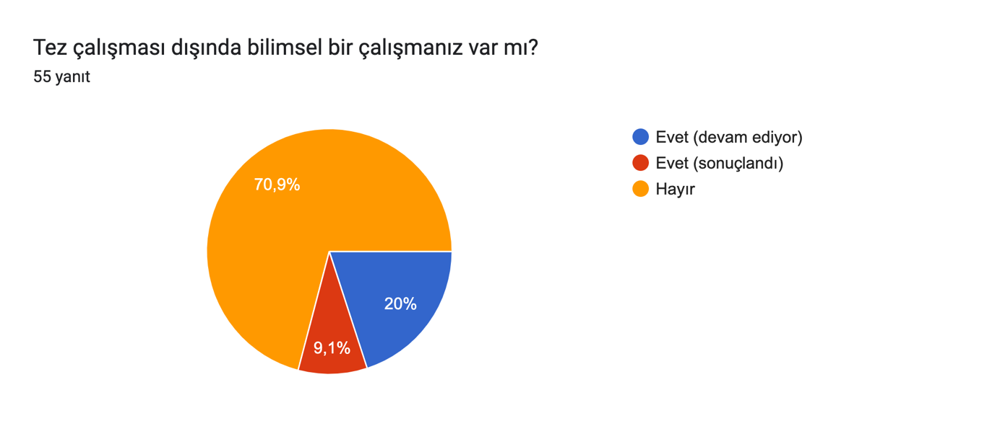 Tez çalışması dışında bilimsel bir çalışmanız var mı?
55 yanıt
Evet (devam ediyor)
Evet (sonuçlandı)
Hayır
70,9%
20%
9,1%